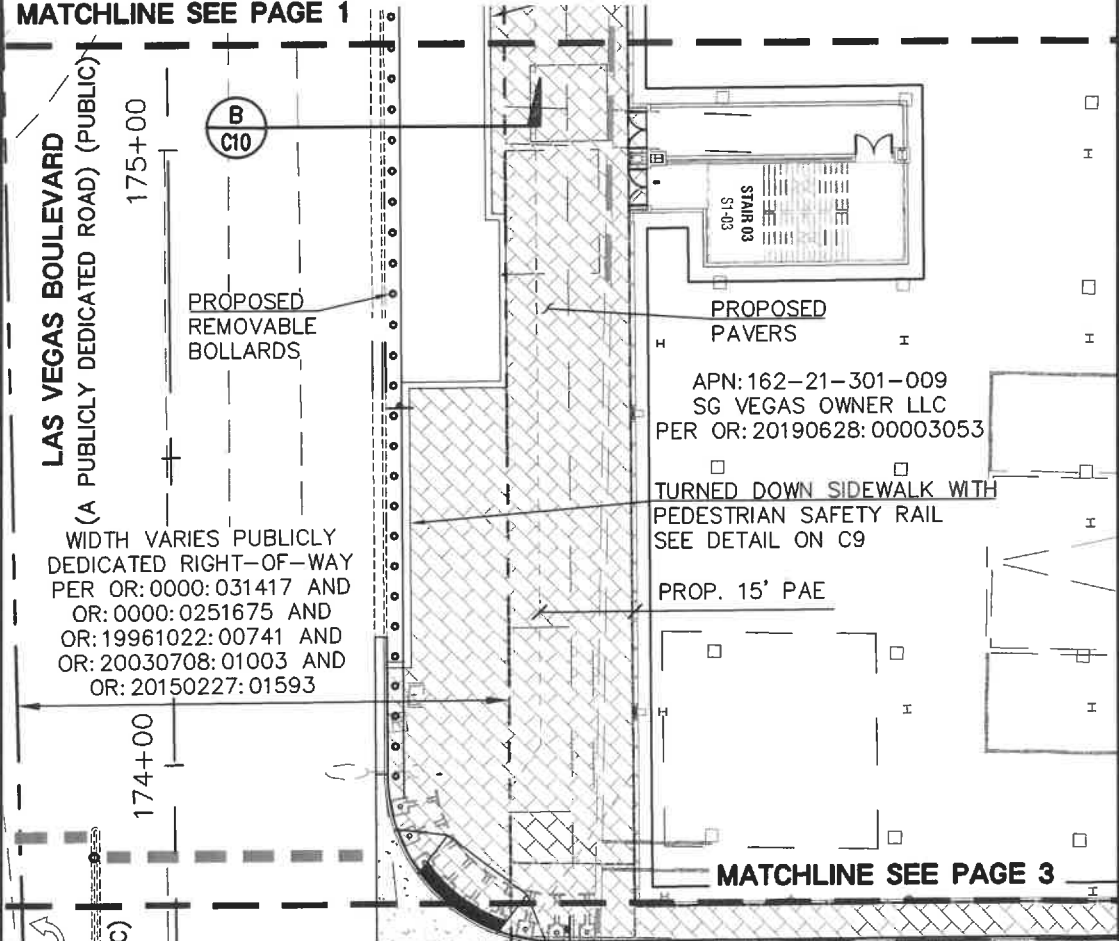 MATCHLINE SEE PAGE 1
LAS VEGAS BOULEVARD
(A PUBLICLY DEDICATED ROAD) (PUBLIC)
175+00
B
C10
PROPOSED
REMOVABLE
BOLLARDS
STAIR 03
S1-03
PROPOSED
PAVERS
APN:162-21-301-009
SG VEGAS OWNER LLC
PER OR:20190628:00003053
TURNED DOWN SIDEWALK WITH
PEDESTRIAN SAFETY RAIL
SEE DETAIL ON C9
PROP. 15' PAE
WIDTH VARIES PUBLICLY
DEDICATED RIGHT-OF-WAY
PER OR:0000:031417 AND
OR:0000:0251675 AND
OR:19961022:00741 AND
OR:20030708:01003 AND
OR:20150227:01593
174+00
MATCHLINE SEE PAGE 3
C)